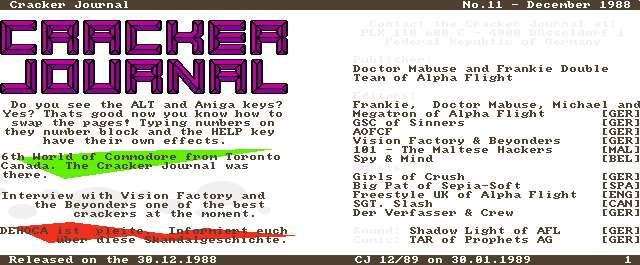 Cracker Journal
No.11 - December 1988
CRACKER
JOURNAL
Do you see the ALT and Amiga keys?
Yes? Thats good now you know how to
swap the pages! Typing numbers on
they number block and the HELP key
have their own effects.
6th World of Commodore from Toronto
Canada. The Cracker Journal was
there.
Interview with Vision Factory and
the Beyonders one of the best
crackers at the moment.
DEMOCA ist pleite. Informiert euch
über diese Skandalgeschichte.
Contact the Cracker Journal at:
PLK 110 600 C - 4000 Düsseldorf 1
Federal Republic of Germany
Publisher:
Doctor Mabuse and Frankie Double
Team of Alpha Flight
Editors:
Frankie, Doctor Mabuse, Michael and
Megatron of Alpha Flight [GER]
GSC of Sinners [GER]
AOFCF [GER]
Vision Factory & Beyonders [GER]
101 - The Maltese Hackers [MAL]
Spy & Mind [BEL]
Girls of Crush [GER]
Big Pat of Sepia-Soft [SPA]
Freestyle UK of Alpha Flight [ENG]
SGT. Slash [CAN]
Der Verfasser & Crew [GER]
Sound: Shadow Light of AFL [GER]
Comic: TAR of Prophets AG [GER]
Released on the 30.12.1988
CJ 12/89 on 30.01.1989
1